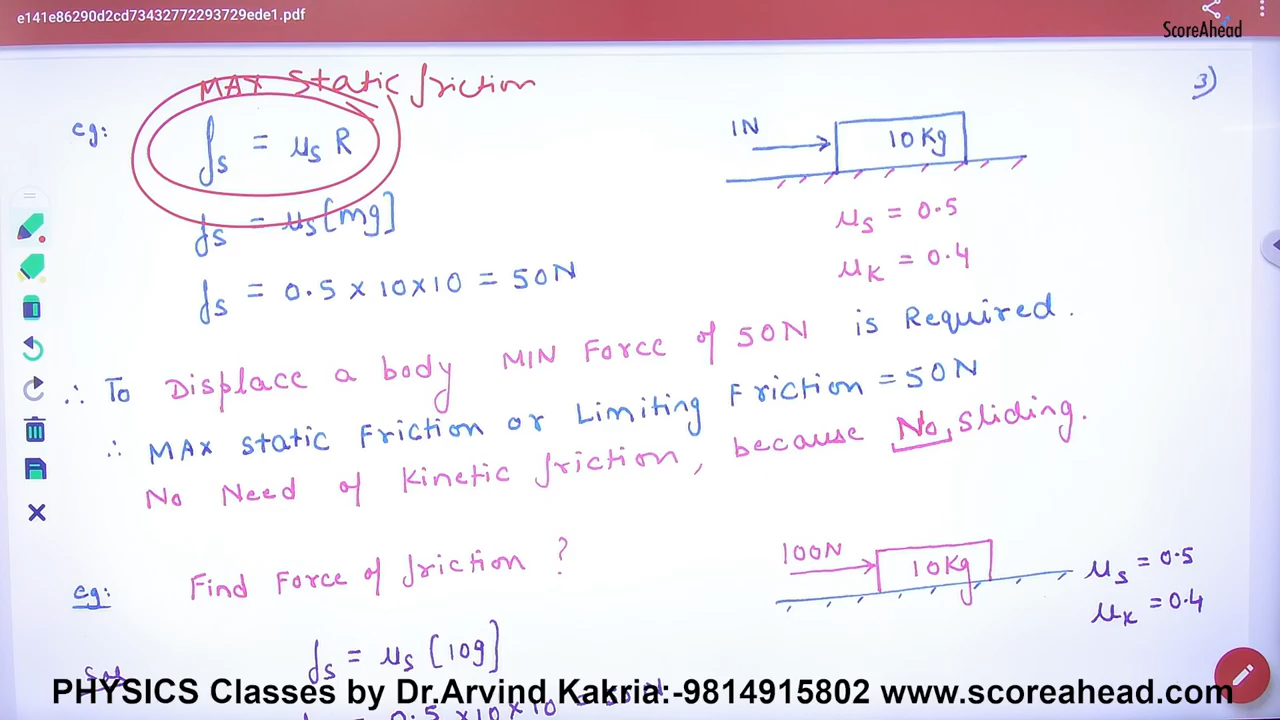 e141e86290d2cd73432772293729ede1.pdf
ScoreAhead
MAX Static friction
3)
eg:
fs = μs R
1N
10Kg
fs = μs[mg]
μs = 0.5
μK = 0.4
fs = 0.5 × 10×10 = 50N
∴ To Displace a body MIN Force of 50N is Required.
∴ MAX Static Friction or Limiting Friction = 50N
No Need of Kinetic friction, because No sliding.
eg: Find Force of friction ?
100N
10Kg
μs = 0.5
μK = 0.4
fs = μs [10g]
PHYSICS Classes by Dr.Arvind Kakria:-9814915802 www.scoreahead.com
0.5 ×10×10